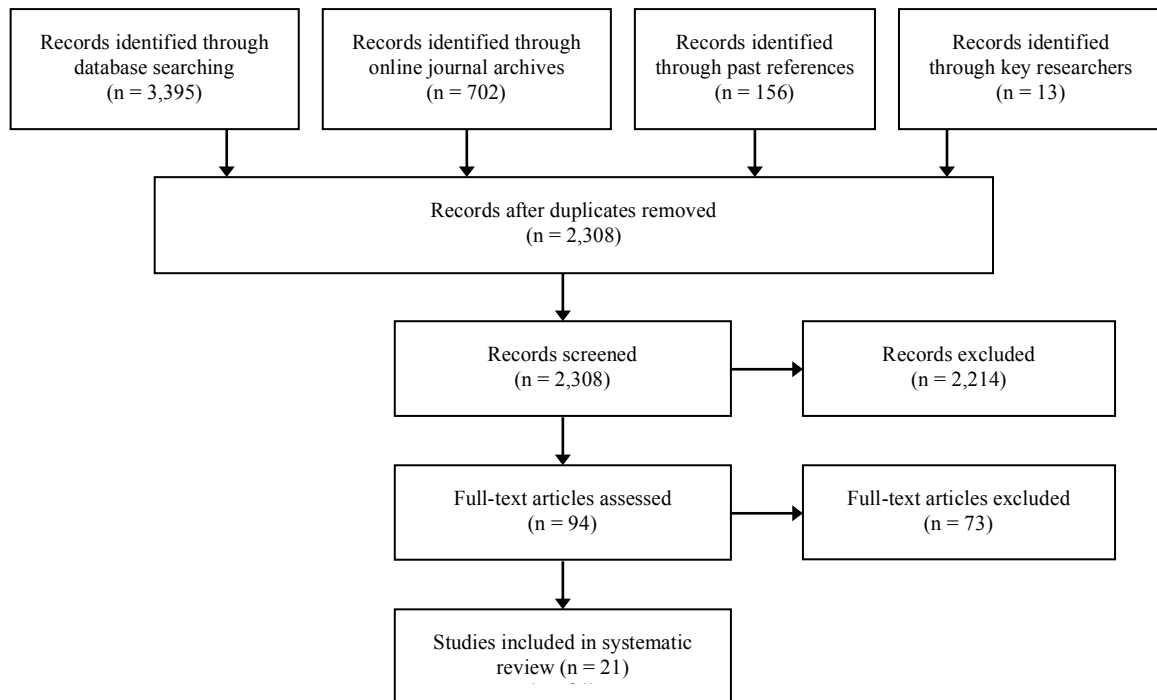 Records identified through
database searching
(n = 3,395)
Records identified through
online journal archives
(n = 702)
Records identified
through past references
(n = 156)
Records identified
through key researchers
(n = 13)
Records after duplicates removed
(n = 2,308)
Records screened
(n = 2,308)
Records excluded
(n = 2,214)
Full-text articles assessed
(n = 94)
Full-text articles excluded
(n = 73)
Studies included in systematic
review (n = 21)